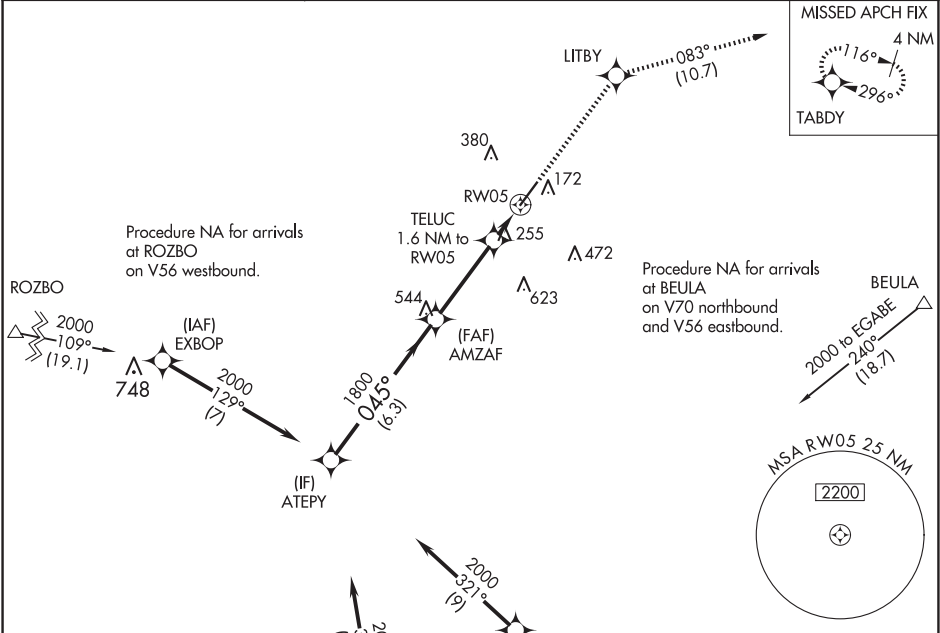 MISSED APCH FIX
4 NM
116°
296°
TABDY
LITBY
083°
(10.7)
380
172
RW05
TELUC
1.6 NM to
RW05
255
472
623
544
(FAF)
AMZAF
Procedure NA for arrivals
at ROZBO
on V56 westbound.
ROZBO
2000
109°
(19.1)
(IAF)
EXBOP
748
2000
129°
(7)
1800
045°
(6.3)
(IF)
ATEPY
Procedure NA for arrivals
at BEULA
on V70 northbound
and V56 eastbound.
BEULA
2000 to EGABE
240°
(18.7)
MSA RW05 25 NM
2200
2000
321°
(9)